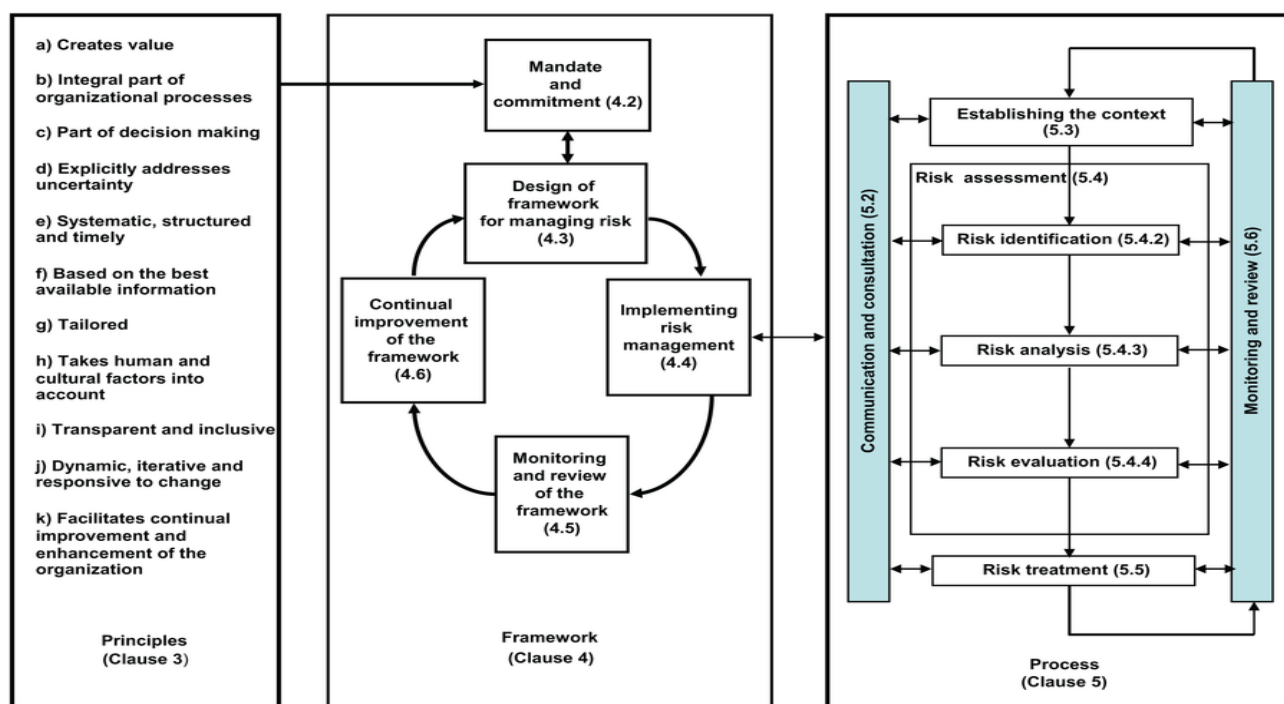 a) Creates value
b) Integral part of
organizational processes
c) Part of decision making
d) Explicitly addresses
uncertainty
e) Systematic, structured
and timely
f) Based on the best
available information
g) Tailored
h) Takes human and
cultural factors into
account
i) Transparent and inclusive
j) Dynamic, iterative and
responsive to change
k) Facilitates continual
improvement and
enhancement of the
organization
Principles
(Clause 3)
Mandate
and
commitment (4.2)
Design of
framework
for managing risk
(4.3)
Continual
improvement
of the
framework
(4.6)
Implementing
risk
management
(4.4)
Monitoring
and review
of the
framework
(4.5)
Framework
(Clause 4)
Communication and consultation (5.2)
Establishing the context
(5.3)
Risk assessment (5.4)
Risk identification (5.4.2)
Risk analysis (5.4.3)
Risk evaluation (5.4.4)
Risk treatment (5.5)
Monitoring and review (5.6)
Process
(Clause 5)